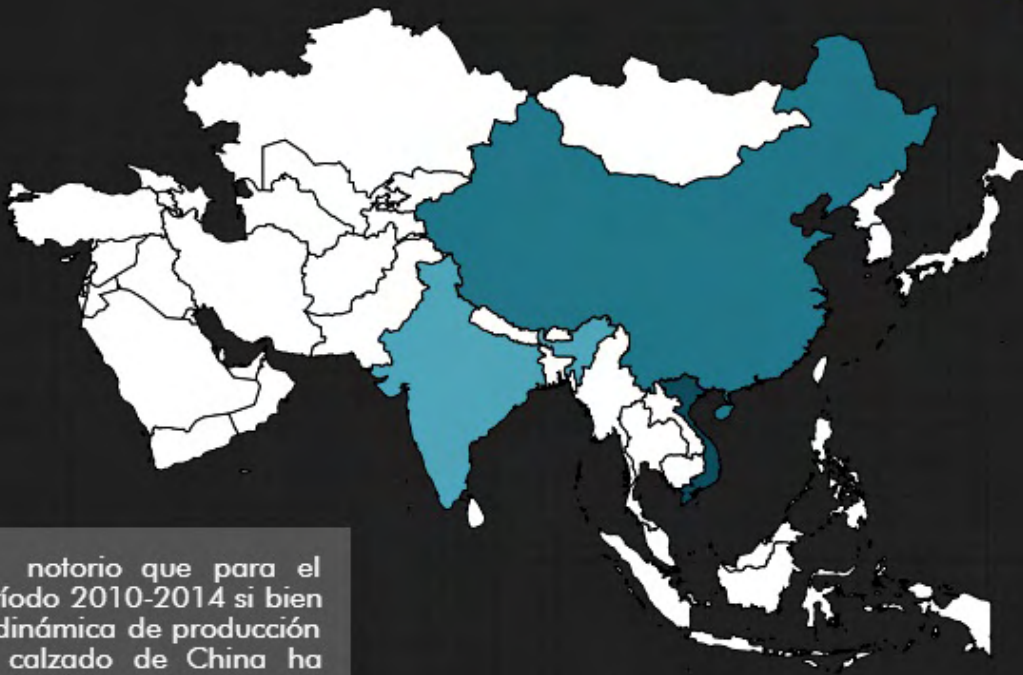 notorio que para el
íodo 2010-2014 si bien
dinámica de producción
calzado de China ha